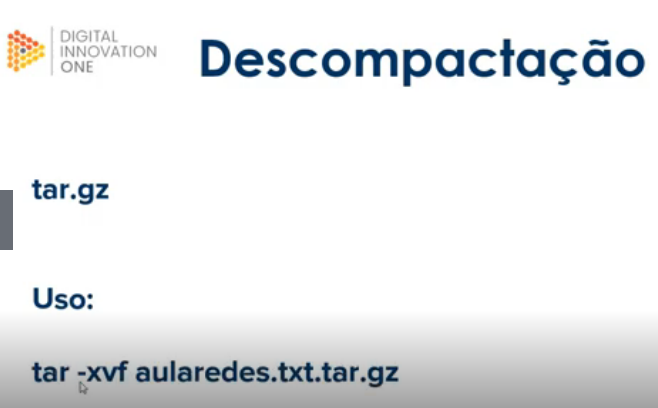 DIGITAL
INNOVATION
ONE
Descompactação
tar.gz
Uso:
tar -xvf aularedes.txt.tar.gz